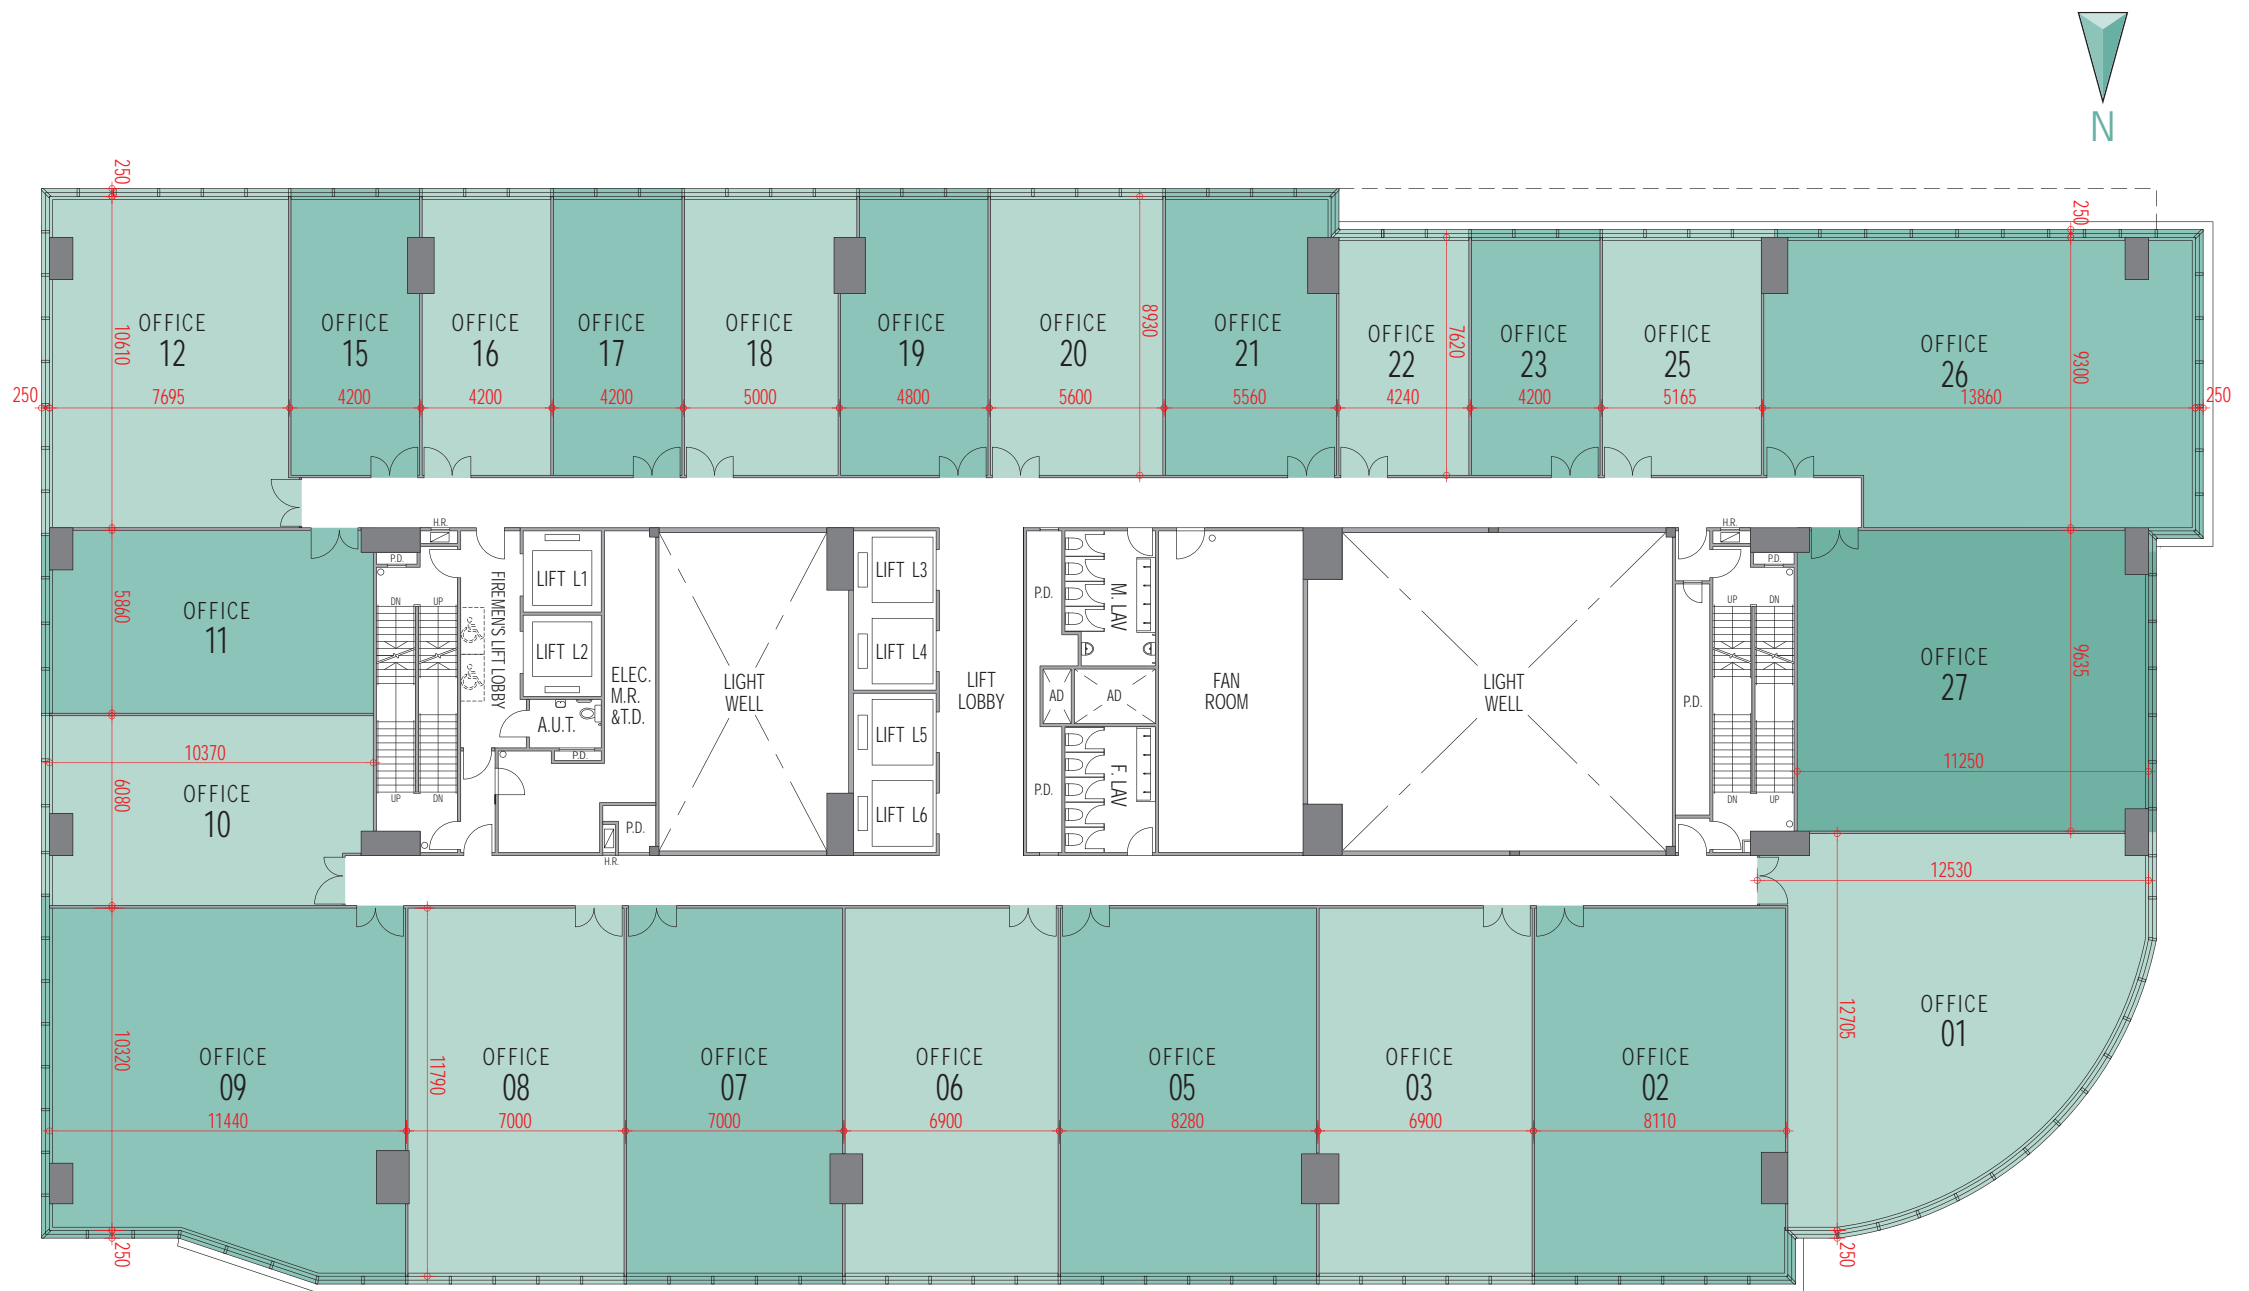 N
250
250
OFFICE
12
10610
250
7695
OFFICE
15
4200
OFFICE
16
4200
OFFICE
17
4200
OFFICE
18
5000
OFFICE
19
4800
OFFICE
20
5600
8930
OFFICE
21
5560
OFFICE
22
4240
7620
OFFICE
23
4200
OFFICE
25
5165
OFFICE
26
13860
9300
250
H.R.
P.D.
DN
UP
UP
DN
FIREMEN'S LIFT LOBBY
LIFT L1
LIFT L2
A.U.T.
P.D.
ELEC.
M.R.
&T.D.
P.D.
H.R.
LIGHT
WELL
LIFT L3
LIFT L4
LIFT L5
LIFT L6
LIFT
LOBBY
P.D.
M. LAV
AD
AD
P.D.
F. LAV
FAN
ROOM
LIGHT
WELL
H.R.
P.D.
P.D.
UP
DN
DN
UP
OFFICE
11
5860
10370
OFFICE
10
6080
OFFICE
27
9635
11250
12530
OFFICE
01
12705
250
OFFICE
09
10320
11440
250
OFFICE
08
11790
7000
OFFICE
07
7000
OFFICE
06
6900
OFFICE
05
8280
OFFICE
03
6900
OFFICE
02
8110